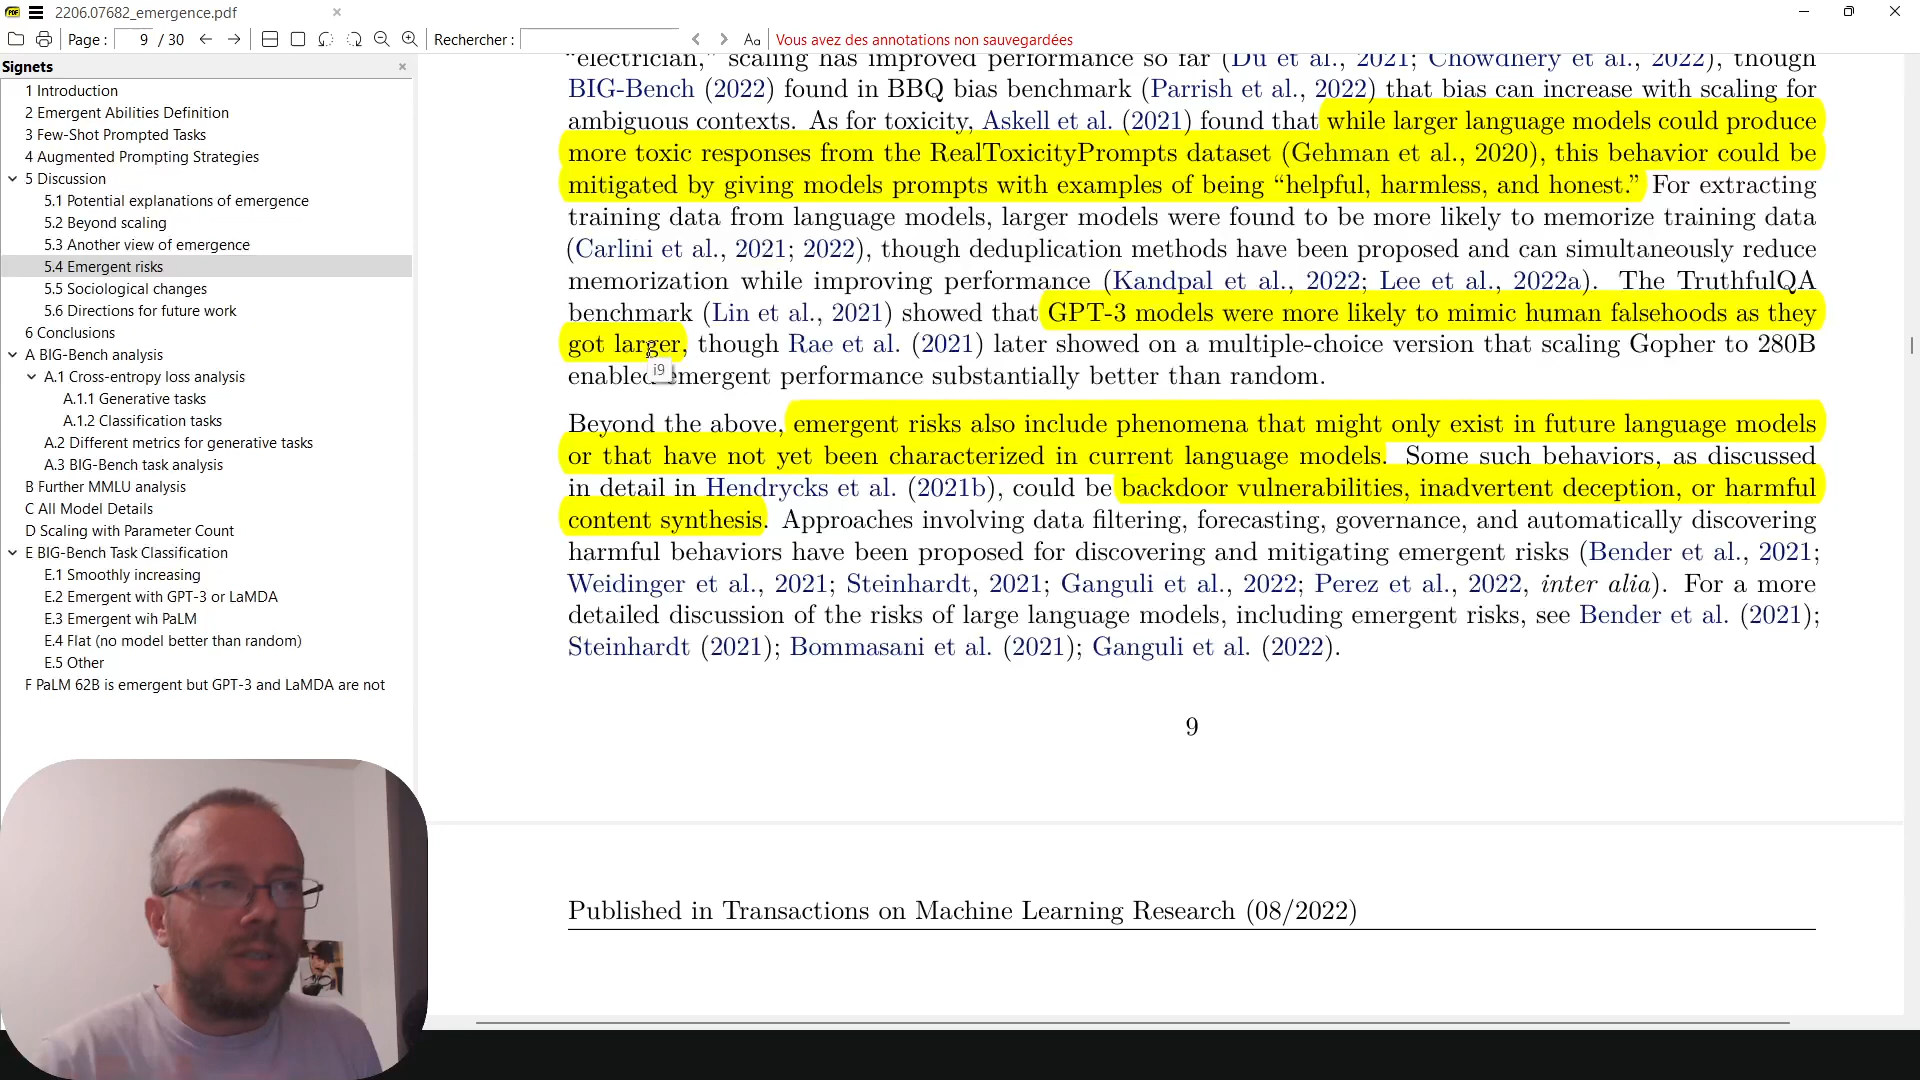 2206.07682_emergence.pdf
Page : 9 / 30
Rechercher :
Aa
Vous avez des annotations non sauvegardées
Signets
1 Introduction
2 Emergent Abilities Definition
3 Few-Shot Prompted Tasks
4 Augmented Prompting Strategies
5 Discussion
5.1 Potential explanations of emergence
5.2 Beyond scaling
5.3 Another view of emergence
5.4 Emergent risks
5.5 Sociological changes
5.6 Directions for future work
6 Conclusions
A BIG-Bench analysis
A.1 Cross-entropy loss analysis
A.1.1 Generative tasks
A.1.2 Classification tasks
A.2 Different metrics for generative tasks
A.3 BIG-Bench task analysis
B Further MMLU analysis
C All Model Details
D Scaling with Parameter Count
E BIG-Bench Task Classification
E.1 Smoothly increasing
E.2 Emergent with GPT-3 or LaMDA
E.3 Emergent wih PaLM
E.4 Flat (no model better than random)
E.5 Other
F PaLM 62B is emergent but GPT-3 and LaMDA are not
“electrician,” scaling has improved performance so far (Du et al., 2021; Chowdhery et al., 2022), though
BIG-Bench (2022) found in BBQ bias benchmark (Parrish et al., 2022) that bias can increase with scaling for
ambiguous contexts. As for toxicity, Askell et al. (2021) found that while larger language models could produce
more toxic responses from the RealToxicityPrompts dataset (Gehman et al., 2020), this behavior could be
mitigated by giving models prompts with examples of being “helpful, harmless, and honest.” For extracting
training data from language models, larger models were found to be more likely to memorize training data
(Carlini et al., 2021; 2022), though deduplication methods have been proposed and can simultaneously reduce
memorization while improving performance (Kandpal et al., 2022; Lee et al., 2022a). The TruthfulQA
benchmark (Lin et al., 2021) showed that GPT-3 models were more likely to mimic human falsehoods as they
got larger, though Rae et al. (2021) later showed on a multiple-choice version that scaling Gopher to 280B
enabled emergent performance substantially better than random.
i9
Beyond the above, emergent risks also include phenomena that might only exist in future language models
or that have not yet been characterized in current language models. Some such behaviors, as discussed
in detail in Hendrycks et al. (2021b), could be backdoor vulnerabilities, inadvertent deception, or harmful
content synthesis. Approaches involving data filtering, forecasting, governance, and automatically discovering
harmful behaviors have been proposed for discovering and mitigating emergent risks (Bender et al., 2021;
Weidinger et al., 2021; Steinhardt, 2021; Ganguli et al., 2022; Perez et al., 2022, inter alia). For a more
detailed discussion of the risks of large language models, including emergent risks, see Bender et al. (2021);
Steinhardt (2021); Bommasani et al. (2021); Ganguli et al. (2022).
9
Published in Transactions on Machine Learning Research (08/2022)